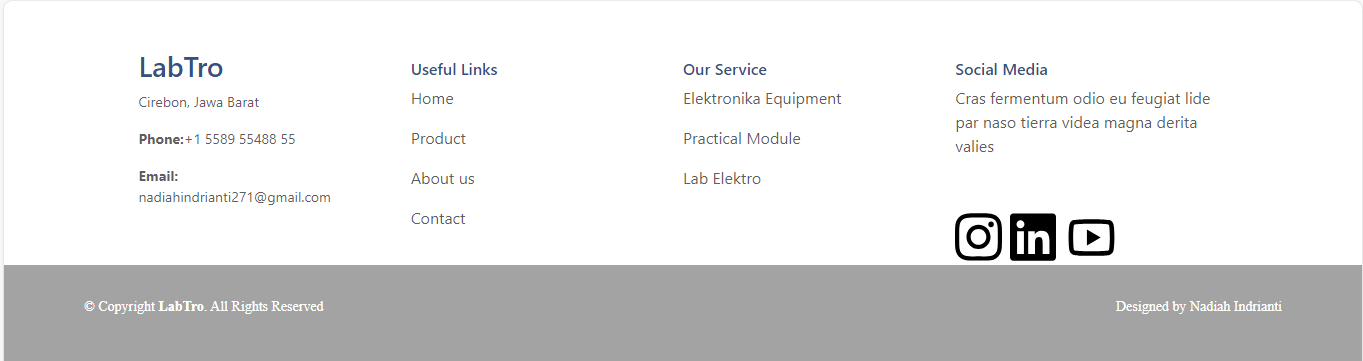 LabTro
Cirebon, Jawa Barat
Phone:+1 5589 55488 55
Email:
nadiahindrianti271@gmail.com
Useful Links
Home
Product
About us
Contact
Our Service
Elektronika Equipment
Practical Module
Lab Elektro
Social Media
Cras fermentum odio eu feugiat lide
par naso tierra videa magna derita
valies
in
© Copyright LabTro. All Rights Reserved
Designed by Nadiah Indrianti